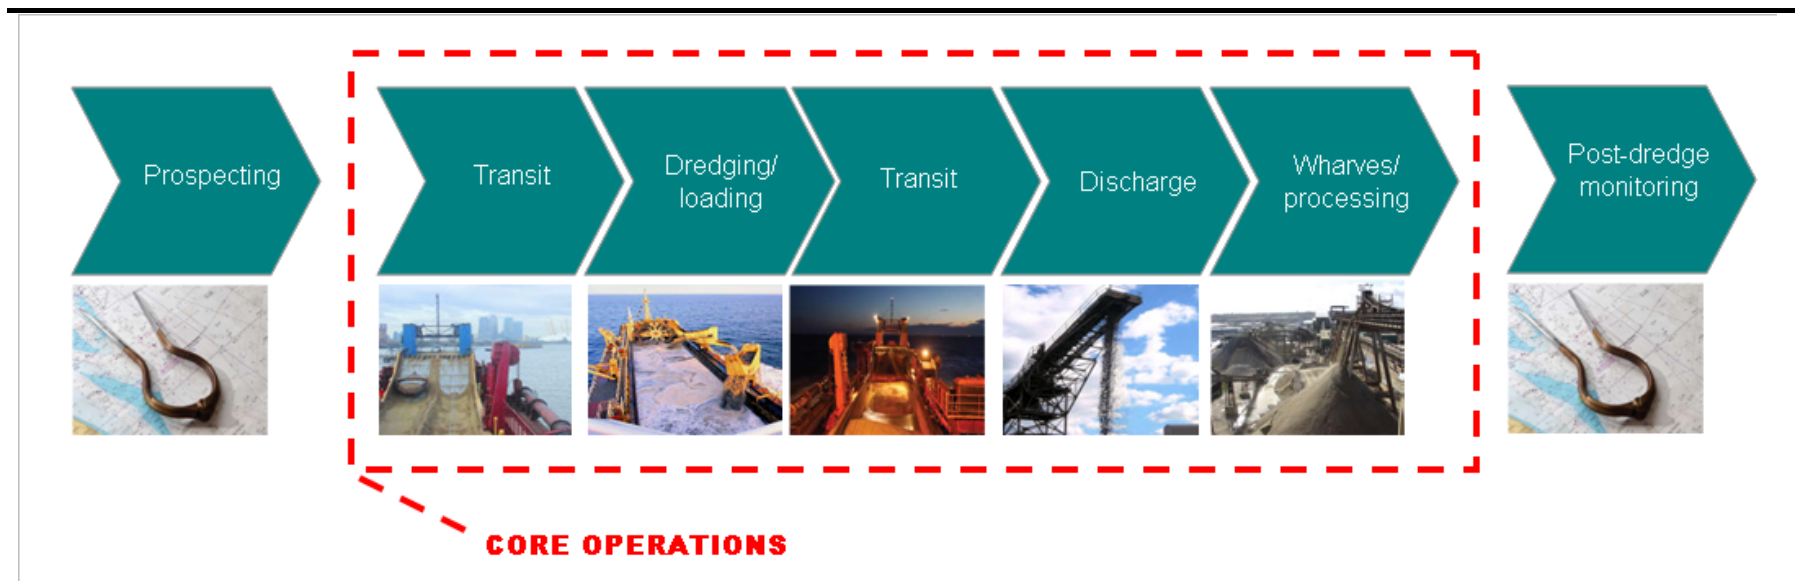 Prospecting
Transit
Dredging/
loading
Transit
Discharge
Wharves/
processing
Post-dredge
monitoring
CORE OPERATIONS